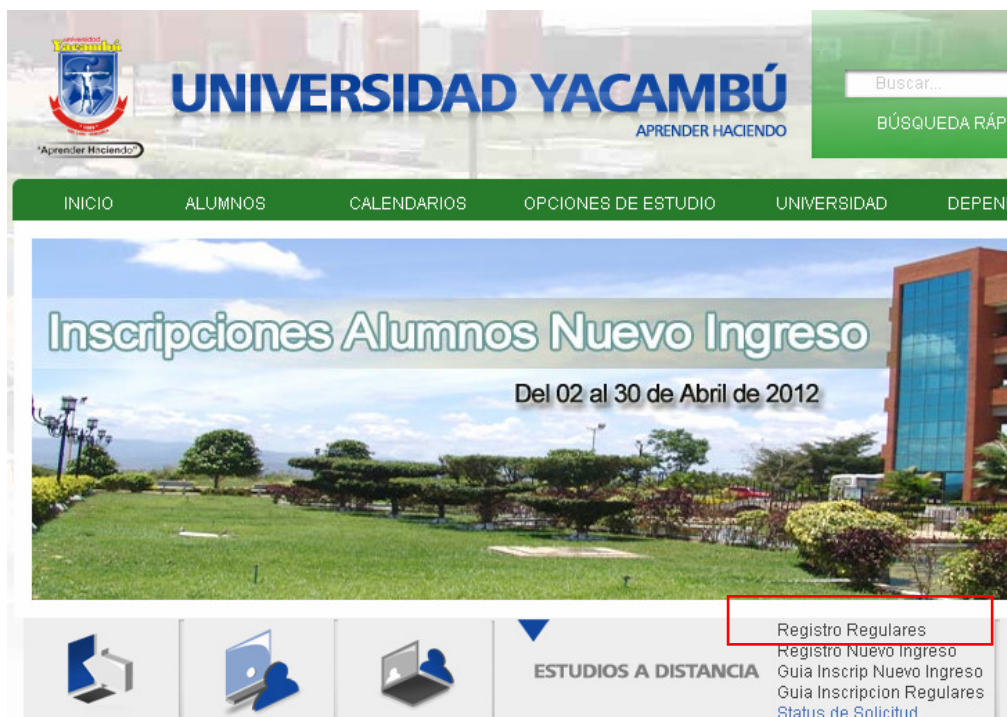 universidad
Yacambú
"Aprender Haciendo"
UNIVERSIDAD YACAMBÚ
APRENDER HACIENDO
Buscar...
BÚSQUEDA RÁP
INICIO ALUMNOS CALENDARIOS OPCIONES DE ESTUDIO UNIVERSIDAD DEPEN
Inscripciones Alumnos Nuevo Ingreso
Del 02 al 30 de Abril de 2012
ESTUDIOS A DISTANCIA
Registro Regulares
Registro Nuevo Ingreso
Guia Inscrip Nuevo Ingreso
Guia Inscripcion Regulares
Status de Solicitud